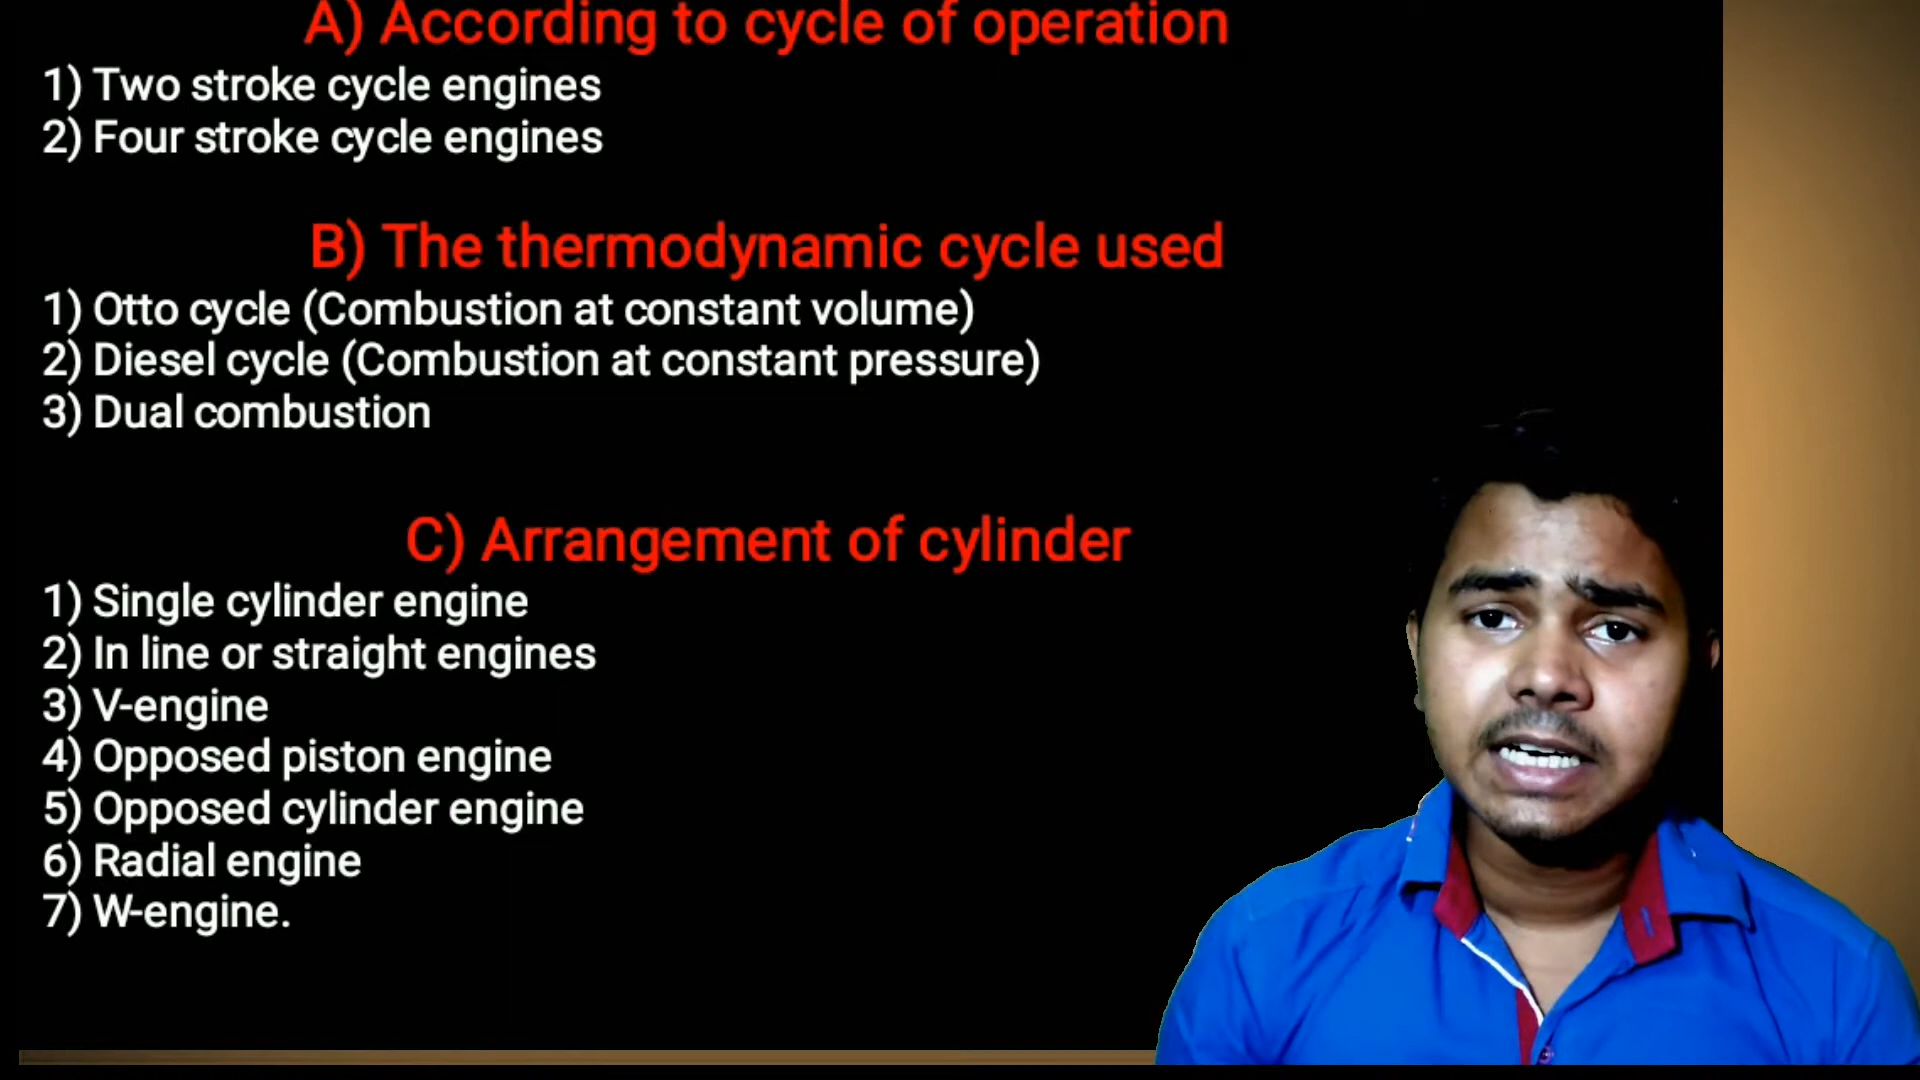 A) According to cycle of operation
1) Two stroke cycle engines
2) Four stroke cycle engines
B) The thermodynamic cycle used
1) Otto cycle (Combustion at constant volume)
2) Diesel cycle (Combustion at constant pressure)
3) Dual combustion
C) Arrangement of cylinder
1) Single cylinder engine
2) In line or straight engines
3) V-engine
4) Opposed piston engine
5) Opposed cylinder engine
6) Radial engine
7) W-engine.